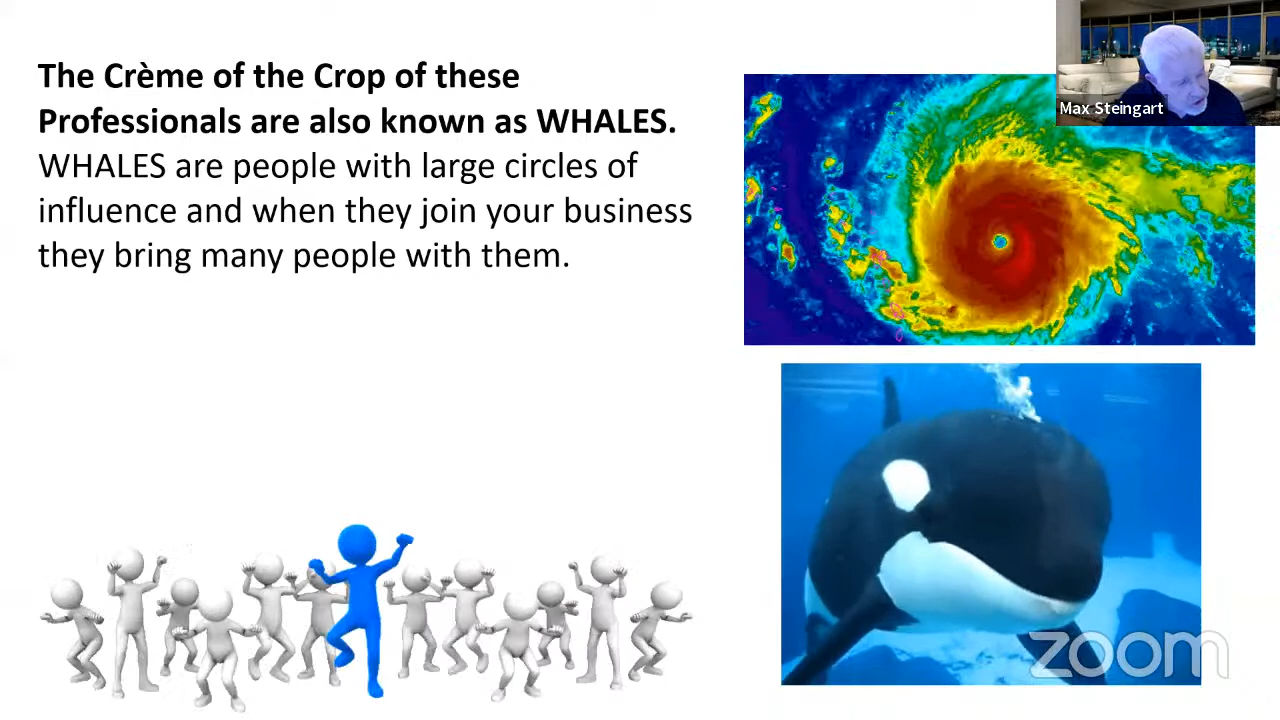 The Crème of the Crop of these
Professionals are also known as WHALES.
WHALES are people with large circles of
influence and when they join your business
they bring many people with them.
Max Steingart
zoom